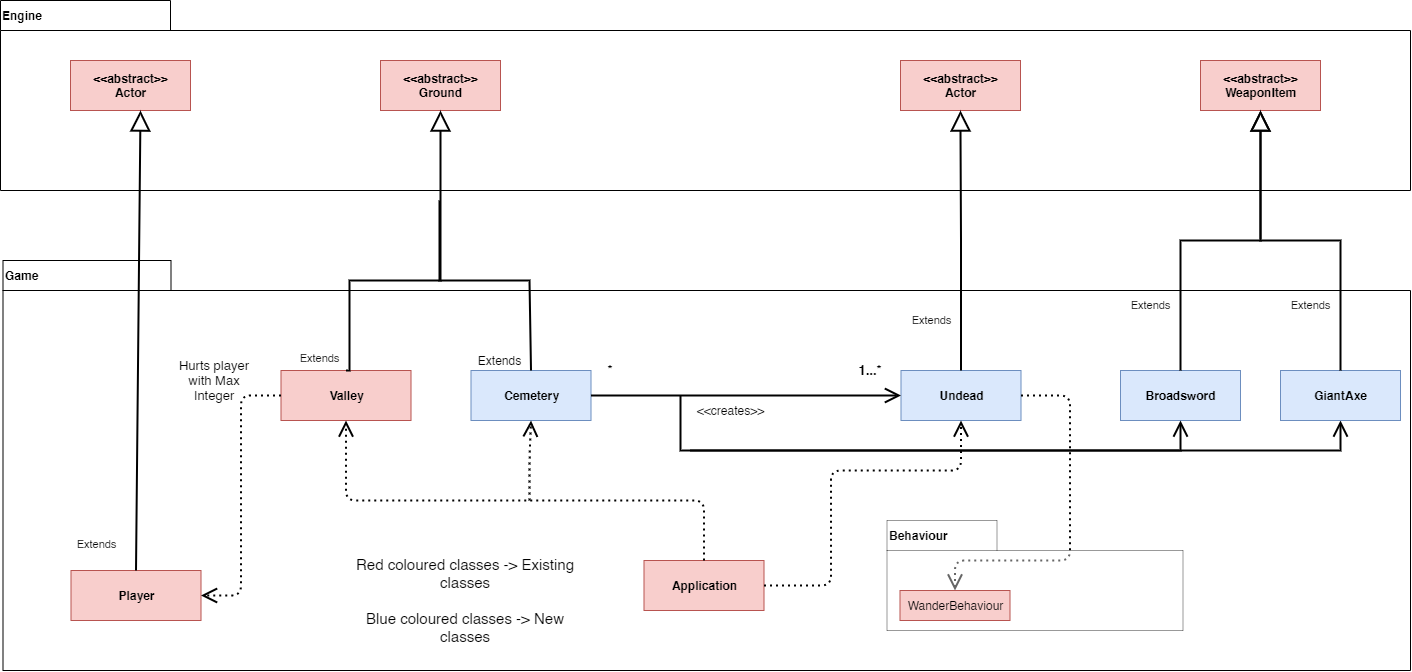 Engine
<<abstract>>
Actor
<<abstract>>
Ground
<<abstract>>
Actor
<<abstract>>
WeaponItem
Game
Extends
Extends
Extends
Extends
Extends
Hurts player
with Max
Integer
*
1...*
Valley
Cemetery
<<creates>>
Undead
Broadsword
GiantAxe
Extends
Behaviour
Red coloured classes -> Existing
classes
Blue coloured classes -> New
classes
Player
Application
WanderBehaviour